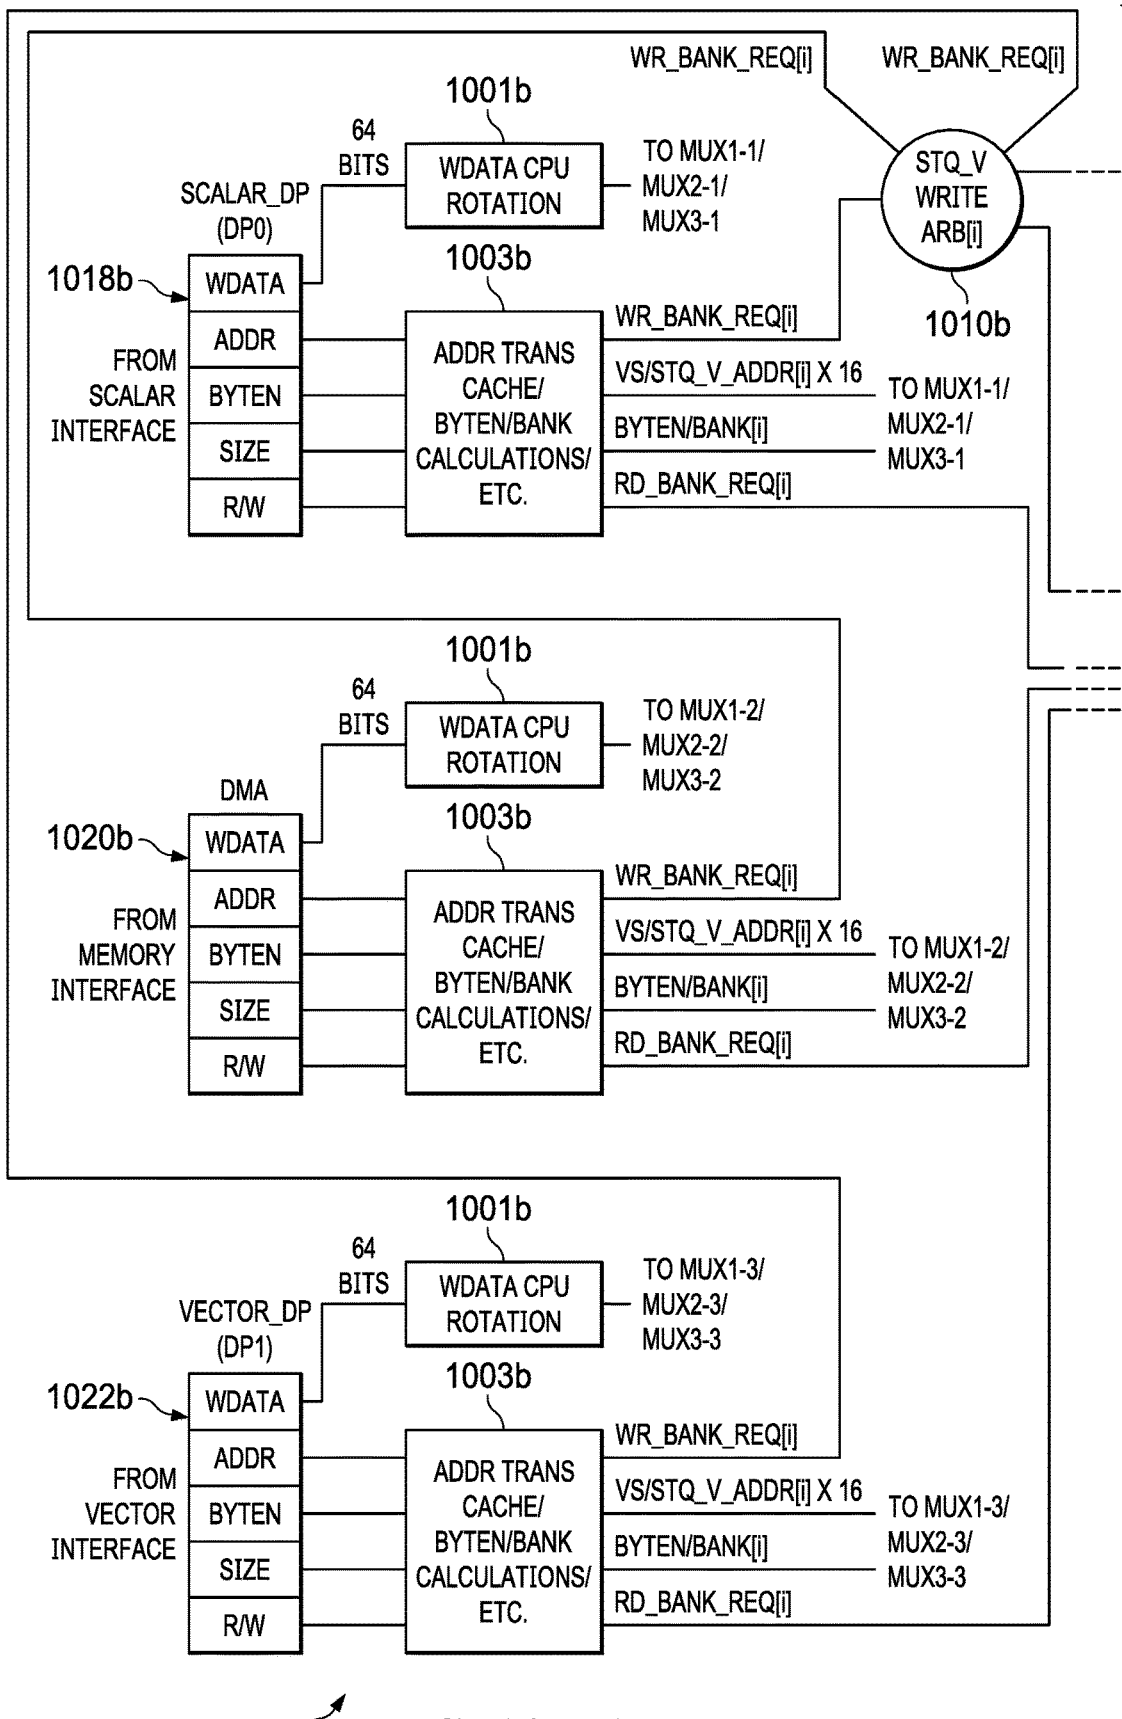 WR_BANK_REQ[i]
WR_BANK_REQ[i]
1001b
64
BITS
WDATA CPU
ROTATION
TO MUX1-1/
MUX2-1/
MUX3-1
STQ_V
WRITE
ARB[i]
1010b
SCALAR_DP
(DP0)
1018b
WDATA
ADDR
BYTEN
SIZE
R/W
FROM
SCALAR
INTERFACE
1003b
ADDR TRANS
CACHE/
BYTEN/BANK
CALCULATIONS/
ETC.
WR_BANK_REQ[i]
VS/STQ_V_ADDR[i] X 16
BYTEN/BANK[i]
RD_BANK_REQ[i]
TO MUX1-1/
MUX2-1/
MUX3-1
1001b
64
BITS
WDATA CPU
ROTATION
TO MUX1-2/
MUX2-2/
MUX3-2
DMA
1020b
WDATA
ADDR
BYTEN
SIZE
R/W
FROM
MEMORY
INTERFACE
1003b
ADDR TRANS
CACHE/
BYTEN/BANK
CALCULATIONS/
ETC.
WR_BANK_REQ[i]
VS/STQ_V_ADDR[i] X 16
BYTEN/BANK[i]
RD_BANK_REQ[i]
TO MUX1-2/
MUX2-2/
MUX3-2
1001b
64
BITS
WDATA CPU
ROTATION
TO MUX1-3/
MUX2-3/
MUX3-3
VECTOR_DP
(DP1)
1022b
WDATA
ADDR
BYTEN
SIZE
R/W
FROM
VECTOR
INTERFACE
1003b
ADDR TRANS
CACHE/
BYTEN/BANK
CALCULATIONS/
ETC.
WR_BANK_REQ[i]
VS/STQ_V_ADDR[i] X 16
BYTEN/BANK[i]
RD_BANK_REQ[i]
TO MUX1-3/
MUX2-3/
MUX3-3